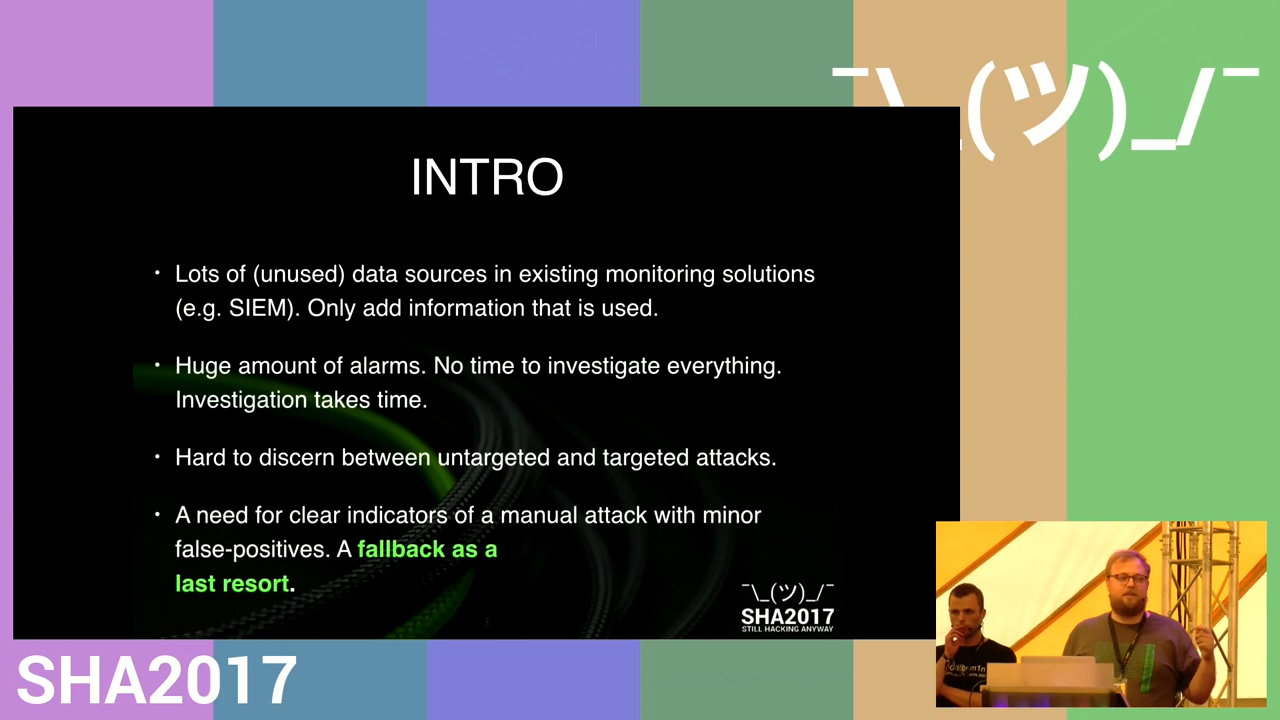 ¯\_(ツ)_/¯
INTRO
• Lots of (unused) data sources in existing monitoring solutions
(e.g. SIEM). Only add information that is used.
• Huge amount of alarms. No time to investigate everything.
Investigation takes time.
• Hard to discern between untargeted and targeted attacks.
• A need for clear indicators of a manual attack with minor
false-positives. A fallback as a
last resort.
¯\_(ツ)_/¯
SHA2017
STILL HACKING ANYWAY
SHA2017